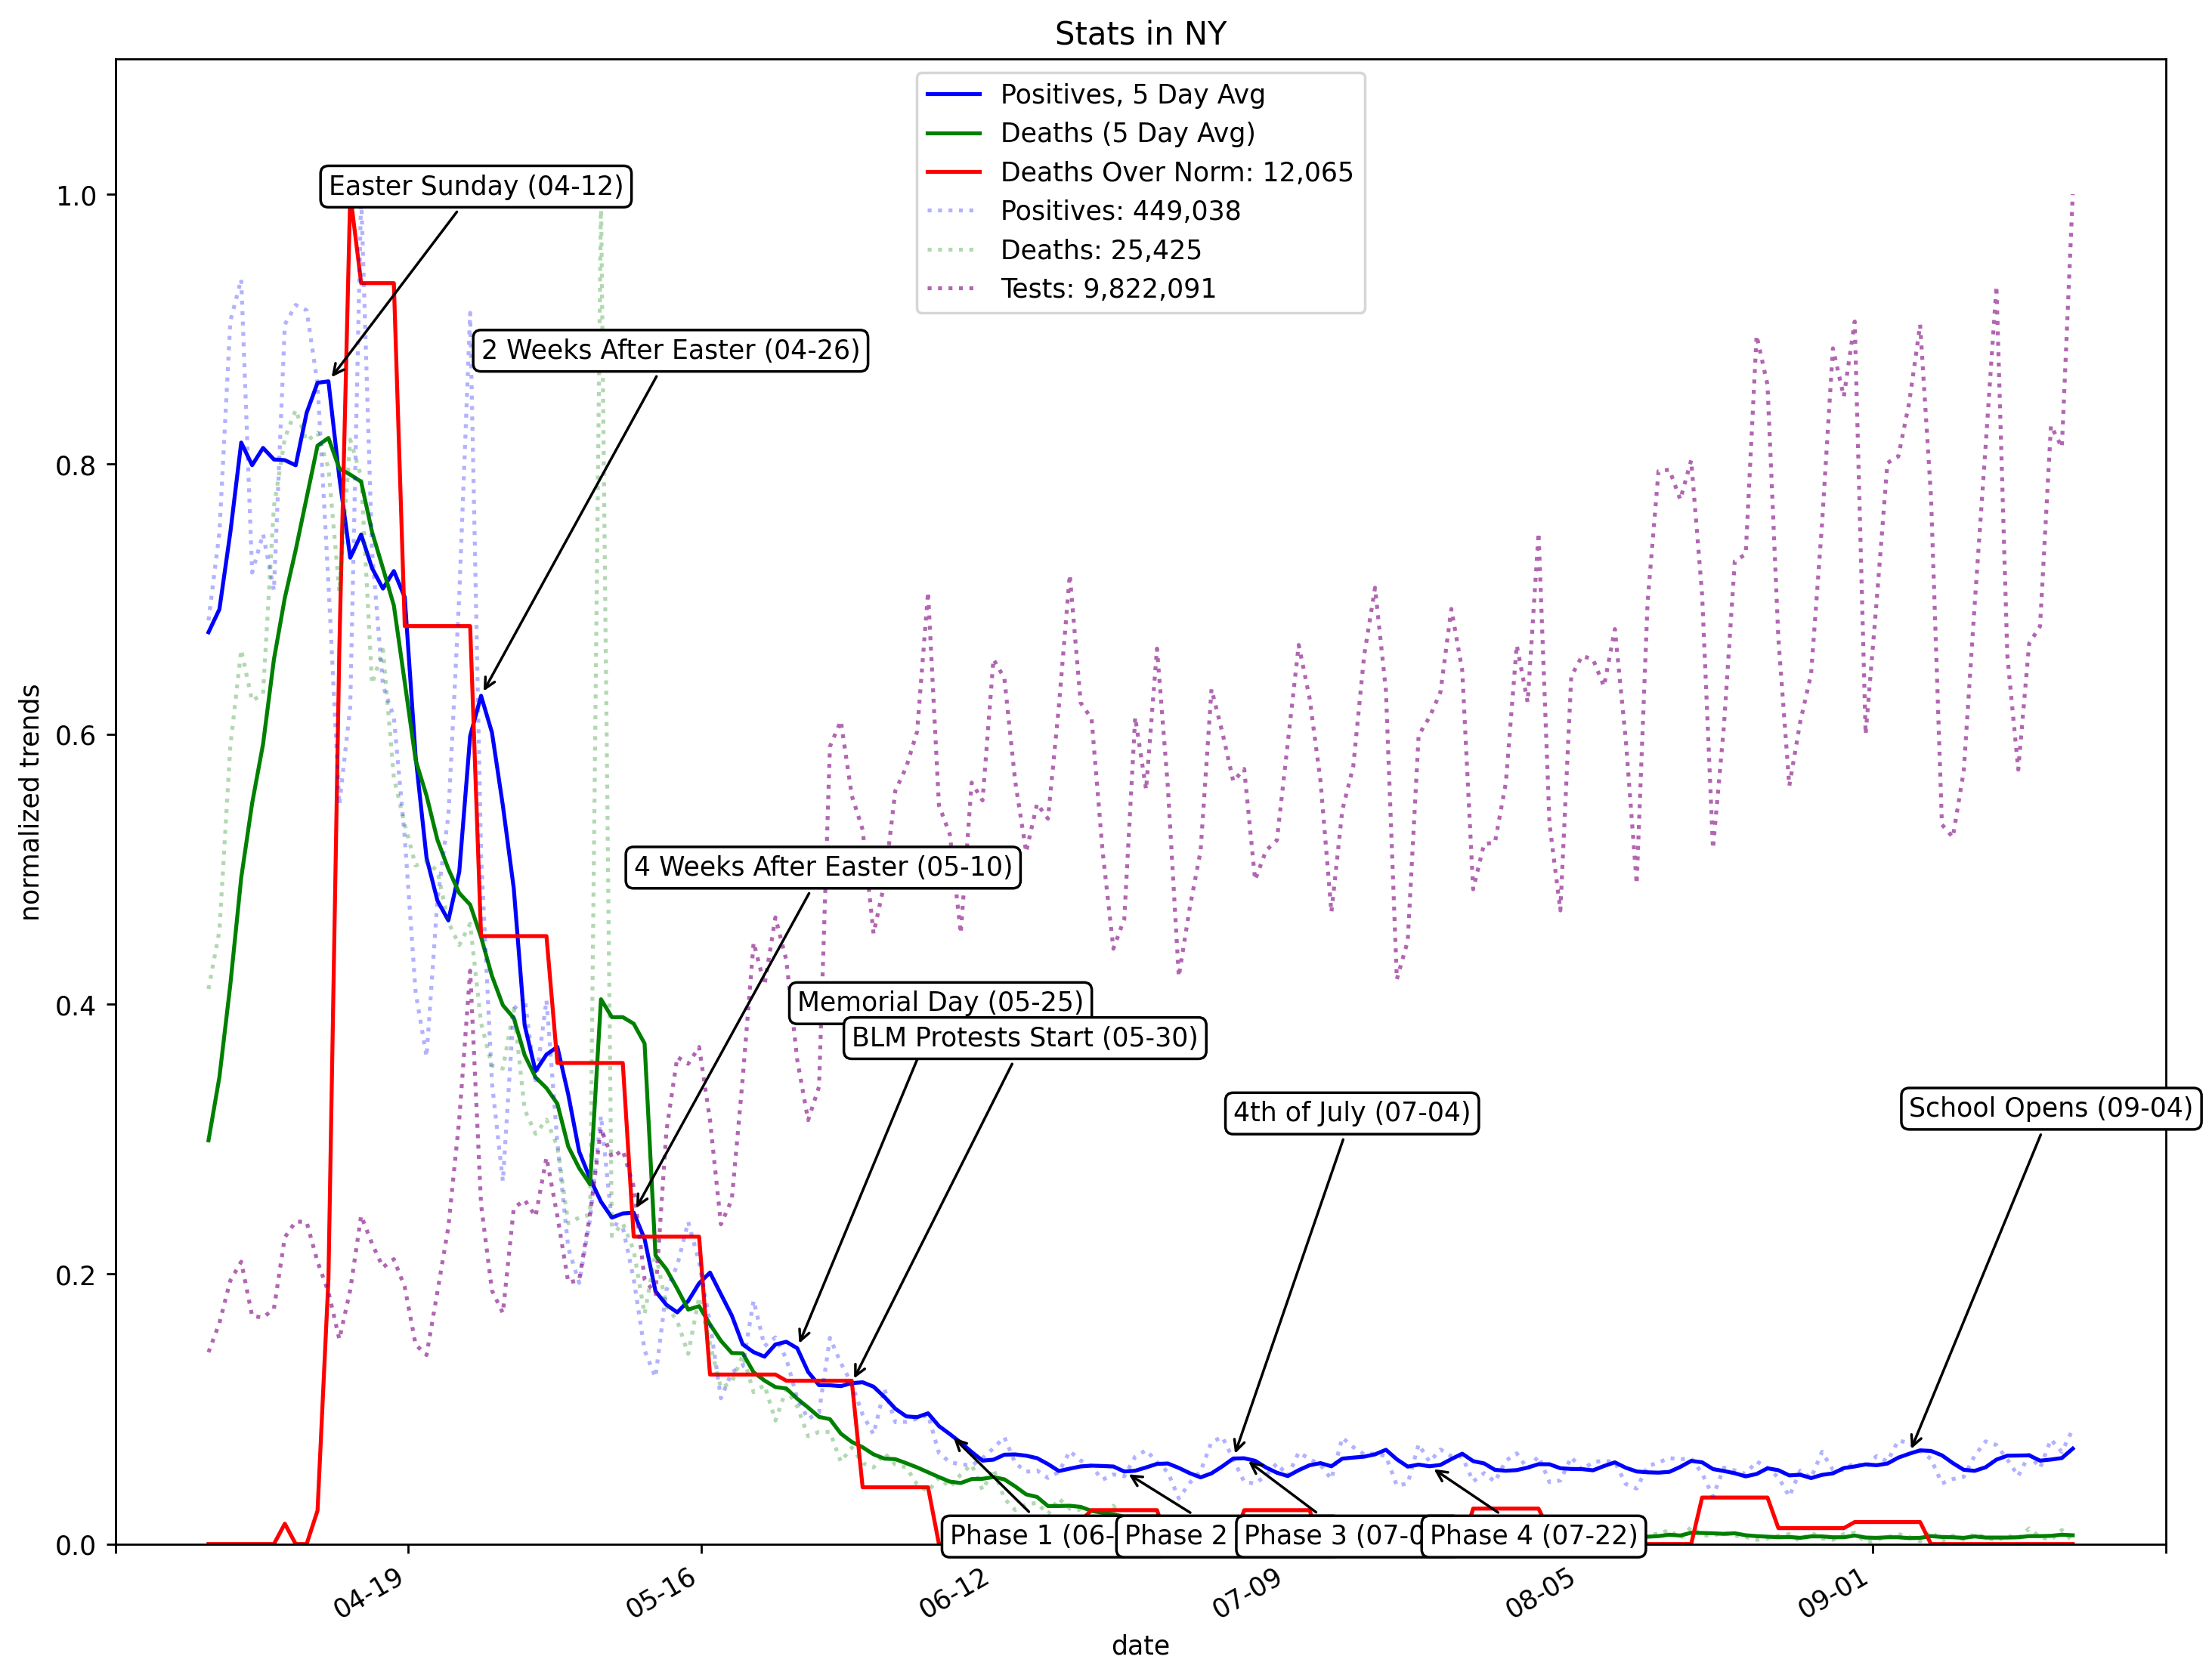 Stats in NY
Positives, 5 Day Avg
Deaths (5 Day Avg)
Deaths Over Norm: 12,065
Positives: 449,038
Deaths: 25,425
Tests: 9,822,091
Easter Sunday (04-12)
2 Weeks After Easter (04-26)
4 Weeks After Easter (05-10)
Memorial Day (05-25)
BLM Protests Start (05-30)
4th of July (07-04)
School Opens (09-04)
Phase 1 (06-
Phase 2
Phase 3 (07-0
Phase 4 (07-22)
normalized trends
1.0
0.8
0.6
0.4
0.2
0.0
04-19
05-16
06-12
07-09
08-05
09-01
date